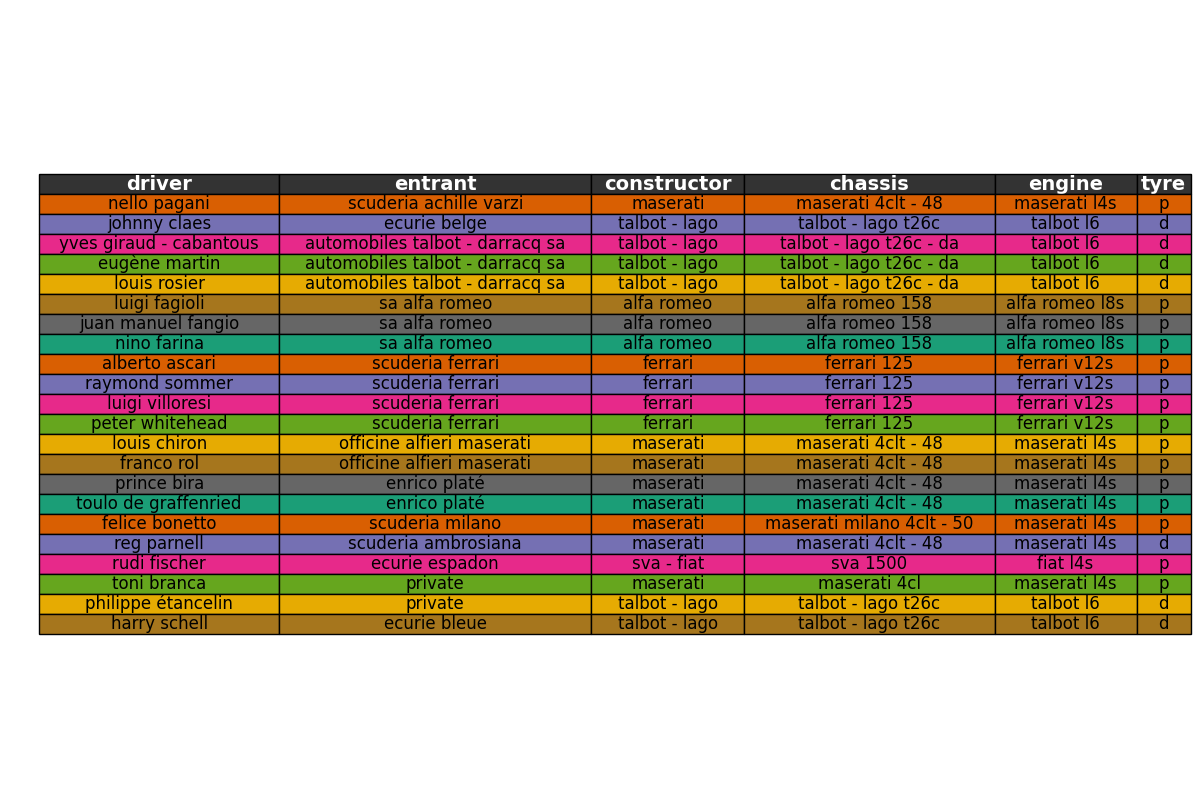 driver entrant constructor chassis engine tyre
nello pagani scuderia achille varzi maserati maserati 4clt - 48 maserati l4s p
johnny claes ecurie belge talbot - lago talbot - lago t26c talbot l6 d
yves giraud - cabantous automobiles talbot - darracq sa talbot - lago talbot - lago t26c - da talbot l6 d
eugène martin automobiles talbot - darracq sa talbot - lago talbot - lago t26c - da talbot l6 d
louis rosier automobiles talbot - darracq sa talbot - lago talbot - lago t26c - da talbot l6 d
luigi fagioli sa alfa romeo alfa romeo alfa romeo 158 alfa romeo l8s p
juan manuel fangio sa alfa romeo alfa romeo alfa romeo 158 alfa romeo l8s p
nino farina sa alfa romeo alfa romeo alfa romeo 158 alfa romeo l8s p
alberto ascari scuderia ferrari ferrari ferrari 125 ferrari v12s p
raymond sommer scuderia ferrari ferrari ferrari 125 ferrari v12s p
luigi villoresi scuderia ferrari ferrari ferrari 125 ferrari v12s p
peter whitehead scuderia ferrari ferrari ferrari 125 ferrari v12s p
louis chiron officine alfieri maserati maserati maserati 4clt - 48 maserati l4s p
franco rol officine alfieri maserati maserati maserati 4clt - 48 maserati l4s p
prince bira enrico platé maserati maserati 4clt - 48 maserati l4s p
toulo de graffenried enrico platé maserati maserati 4clt - 48 maserati l4s p
felice bonetto scuderia milano maserati maserati milano 4clt - 50 maserati l4s p
reg parnell scuderia ambrosiana maserati maserati 4clt - 48 maserati l4s d
rudi fischer ecurie espadon sva - fiat sva 1500 fiat l4s p
toni branca private maserati maserati 4cl maserati l4s p
philippe étancelin private talbot - lago talbot - lago t26c talbot l6 d
harry schell ecurie bleue talbot - lago talbot - lago t26c talbot l6 d